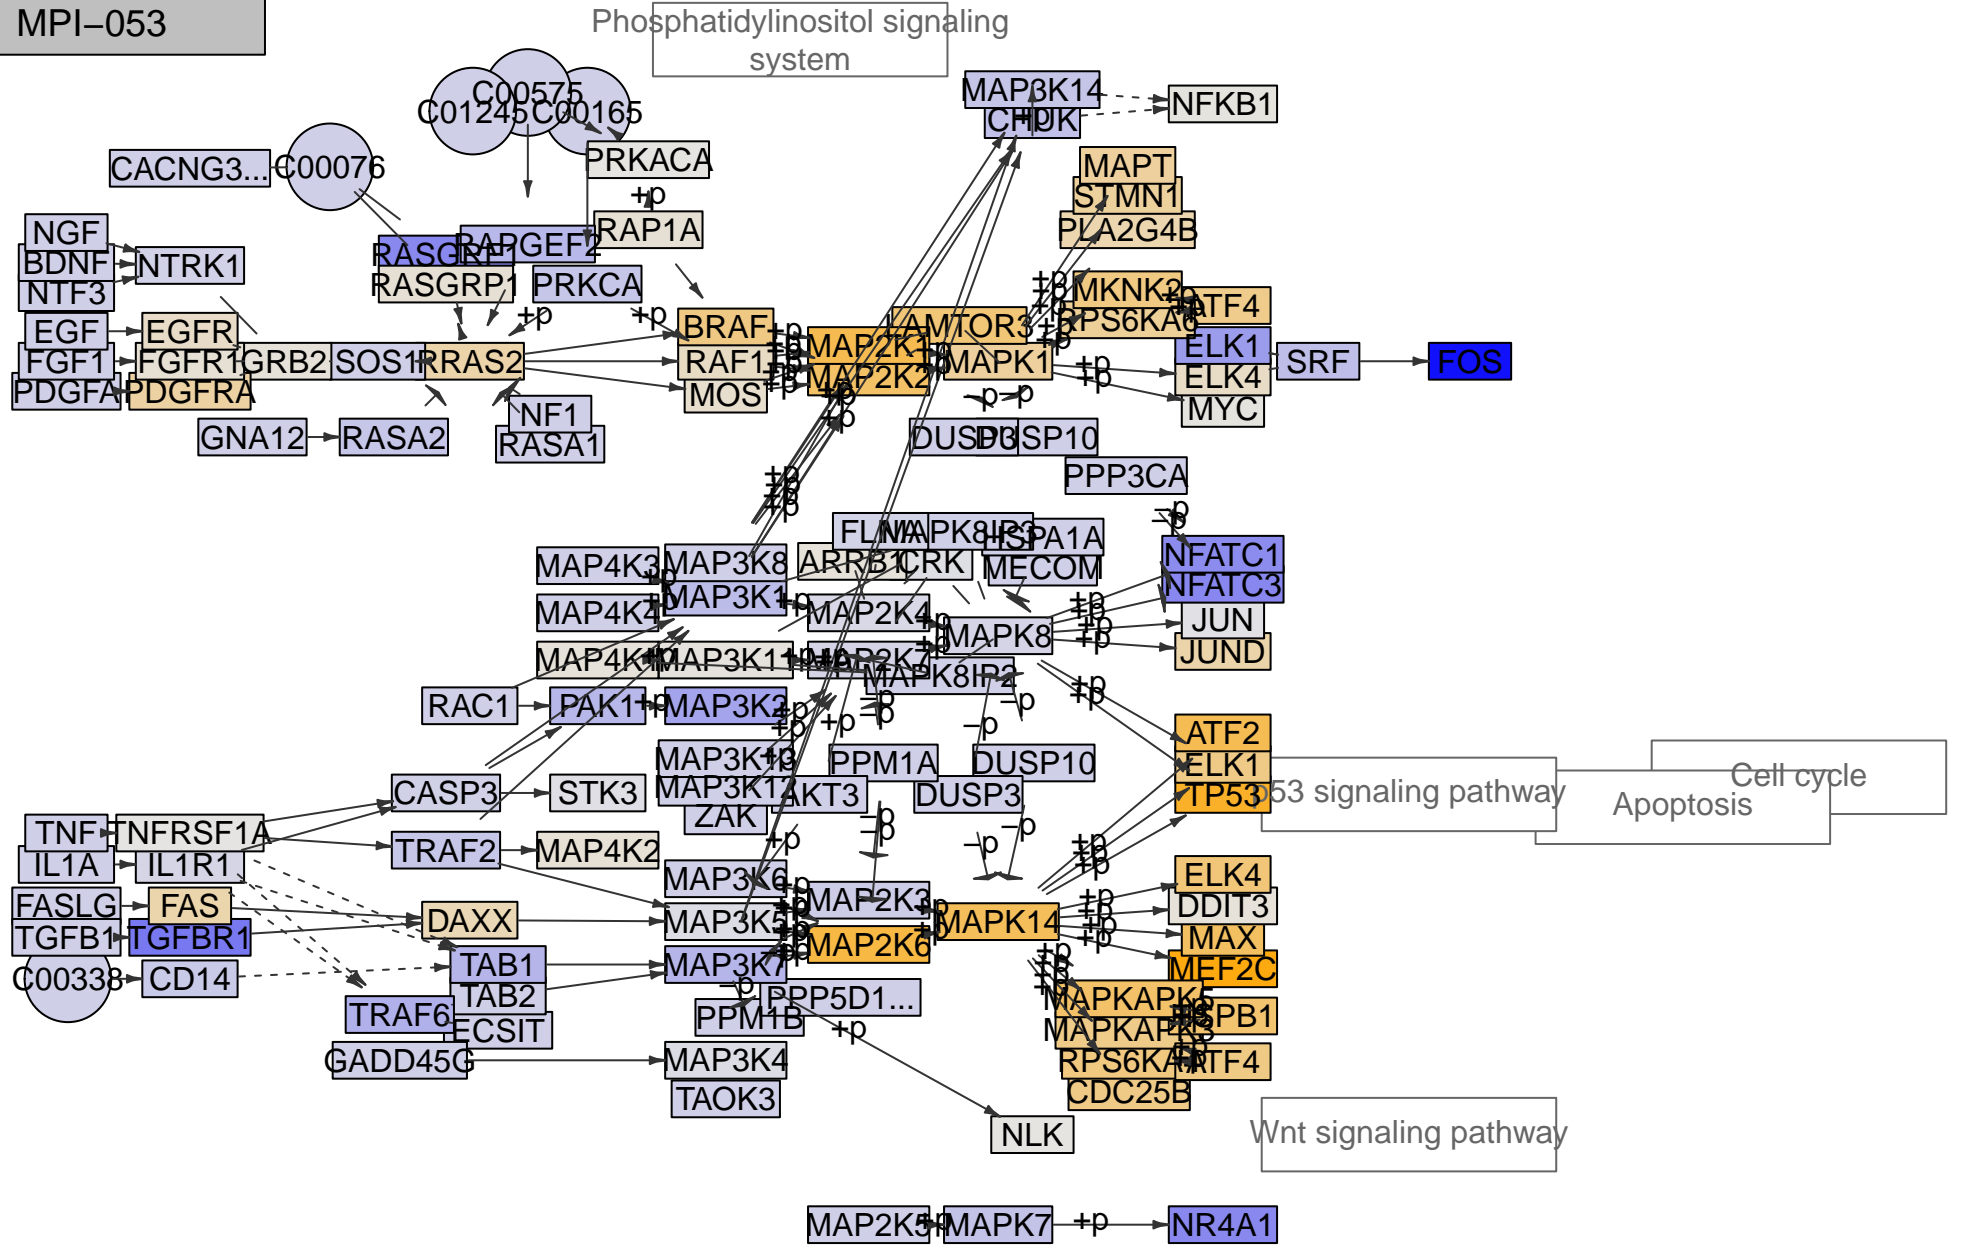 MPI−053
Phosphatidylinositol signaling
system
C00575
C01245
C00165
MAP3K14
CHUK
+p
NFKB1
CACNG3...
C00076
PRKACA
+p
MAPT
STMN1
PLA2G4B
NGF
BDNF
NTF3
NTRK1
RASGRF1
RAPGEF2
RAP1A
RASGRP1
PRKCA
+p
+p
MKNK2
RPS6KA6
ATF4
EGF
EGFR
FGF1
FGFR1
GRB2
SOS1
RRAS2
PDGFA
PDGFRA
BRAF
RAF1
MOS
MAP2K1
MAP2K2
LAMTOR3
MAPK1
ELK1
ELK4
MYC
SRF
FOS
+p
+p
GNA12
RASA2
NF1
RASA1
−p
−p
DUSP3
DUSP10
PPP3CA
−p
−p
+p
+p
+p
+p
FLNA
MAPK8IP3
HSPA1A
ARRB1
CRK
MECOM
NFATC1
NFATC3
JUN
JUND
MAP4K3
MAP3K8
MAP4K4
MAP3K1
MAP2K4
MAPK8
+p
+p
+p
MAP3K11
MAP2K7
MAPK8IP2
RAC1
PAK1
+p
MAP3K2
+p
+p
+p
−p
−p
−p
−p
+p
+p
ATF2
ELK1
TP53
p53 signaling pathway
Cell cycle
Apoptosis
MAP3K13
MAP3K12
ZAK
AKT3
PPM1A
DUSP10
DUSP3
CASP3
STK3
TNF
TNFRSF1A
IL1A
IL1R1
TRAF2
MAP4K2
+p
−p
−p
−p
−p
+p
+p
+p
FASLG
FAS
TGFB1
TGFBR1
C00338
CD14
DAXX
TAB1
TAB2
ECSIT
TRAF6
GADD45G
MAP3K6
MAP3K5
MAP3K7
MAP2K3
MAP2K6
MAPK14
ELK4
DDIT3
MAX
MEF2C
+p
+p
+p
+p
−p
PPP5D1...
PPM1B
+p
MAP3K4
TAOK3
MAPKAPK5
MAPKAPK3
HSPB1
ATF4
CDC25B
NLK
Wnt signaling pathway
MAP2K5
+p
MAPK7
+p
NR4A1